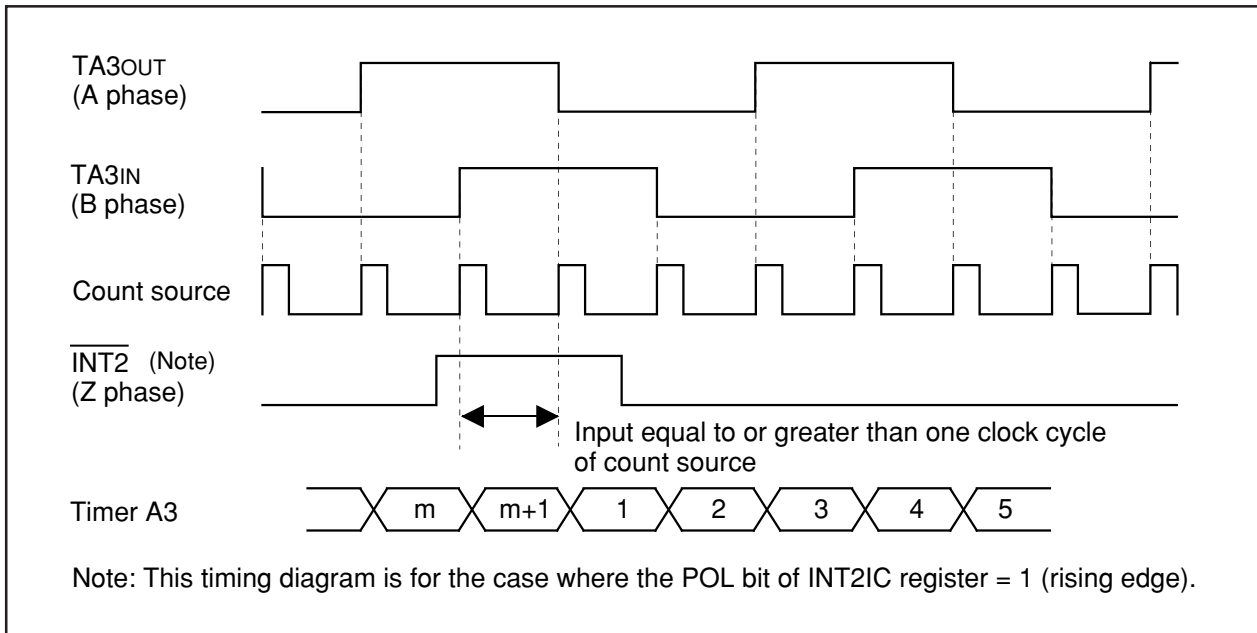 TA3OUT
(A phase)
TA3IN
(B phase)
Count source
INT2 (Note)
(Z phase)
Input equal to or greater than one clock cycle
of count source
Timer A3 m m+1 1 2 3 4 5
Note: This timing diagram is for the case where the POL bit of INT2IC register = 1 (rising edge).